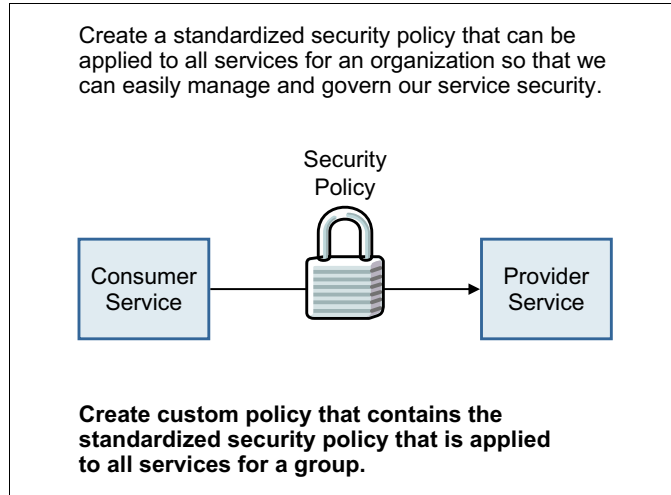 Create a standardized security policy that can be
applied to all services for an organization so that we
can easily manage and govern our service security.
Security
Policy
Consumer
Service
Provider
Service
Create custom policy that contains the
standardized security policy that is applied
to all services for a group.